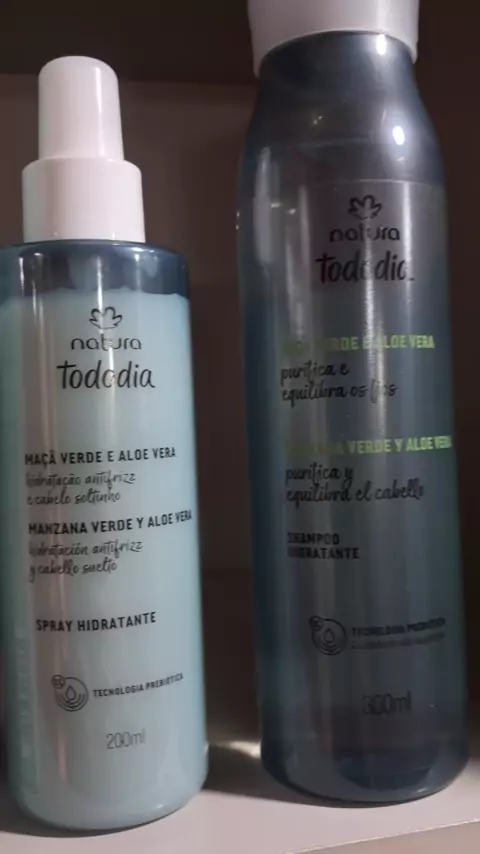 natura
Tododia
MAÇÃ VERDE E ALOE VERA
hidratação antifrizz
e cabelo soltinho
MANZANA VERDE Y ALOE VERA
hidratación antifrizz
y cabello suelto
SPRAY HIDRATANTE
TECNOLOGIA PREBIÓTICA
200ml
natura
Tododia
VERDE E ALOE VERA
purifica e
equilibra os fios
VERDE Y ALOE VERA
purifica y
equilibra el cabello
SHAMPOO
HIDRATANTE
TECNOLOGIA PREBIÓTICA
300ml